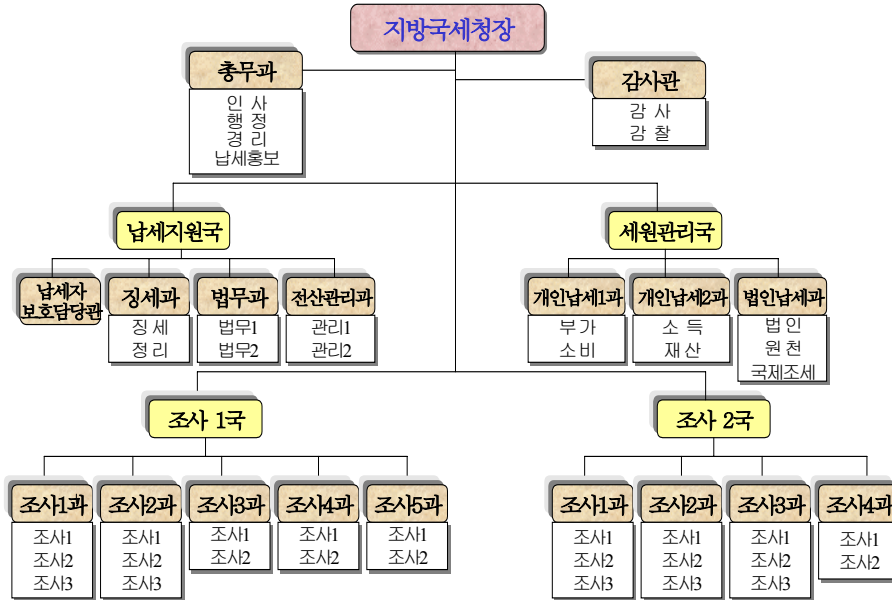 지방국세청장
총무과
인 사
행 정
경 리
납세홍보
감사관
감 사
감 찰
납세지원국
세원관리국
납세자
보호담당관
징세과
징 세
정 리
법무과
법무1
법무2
전산관리과
관리1
관리2
개인납세1과
부 가
소 비
개인납세2과
소 득
재 산
법인납세과
법 인
원 천
국제조세
조사 1국
조사 2국
조사1과
조사1
조사2
조사3
조사2과
조사1
조사2
조사3
조사3과
조사1
조사2
조사4과
조사1
조사2
조사5과
조사1
조사2
조사1과
조사1
조사2
조사3
조사2과
조사1
조사2
조사3
조사3과
조사1
조사2
조사3
조사4과
조사1
조사2